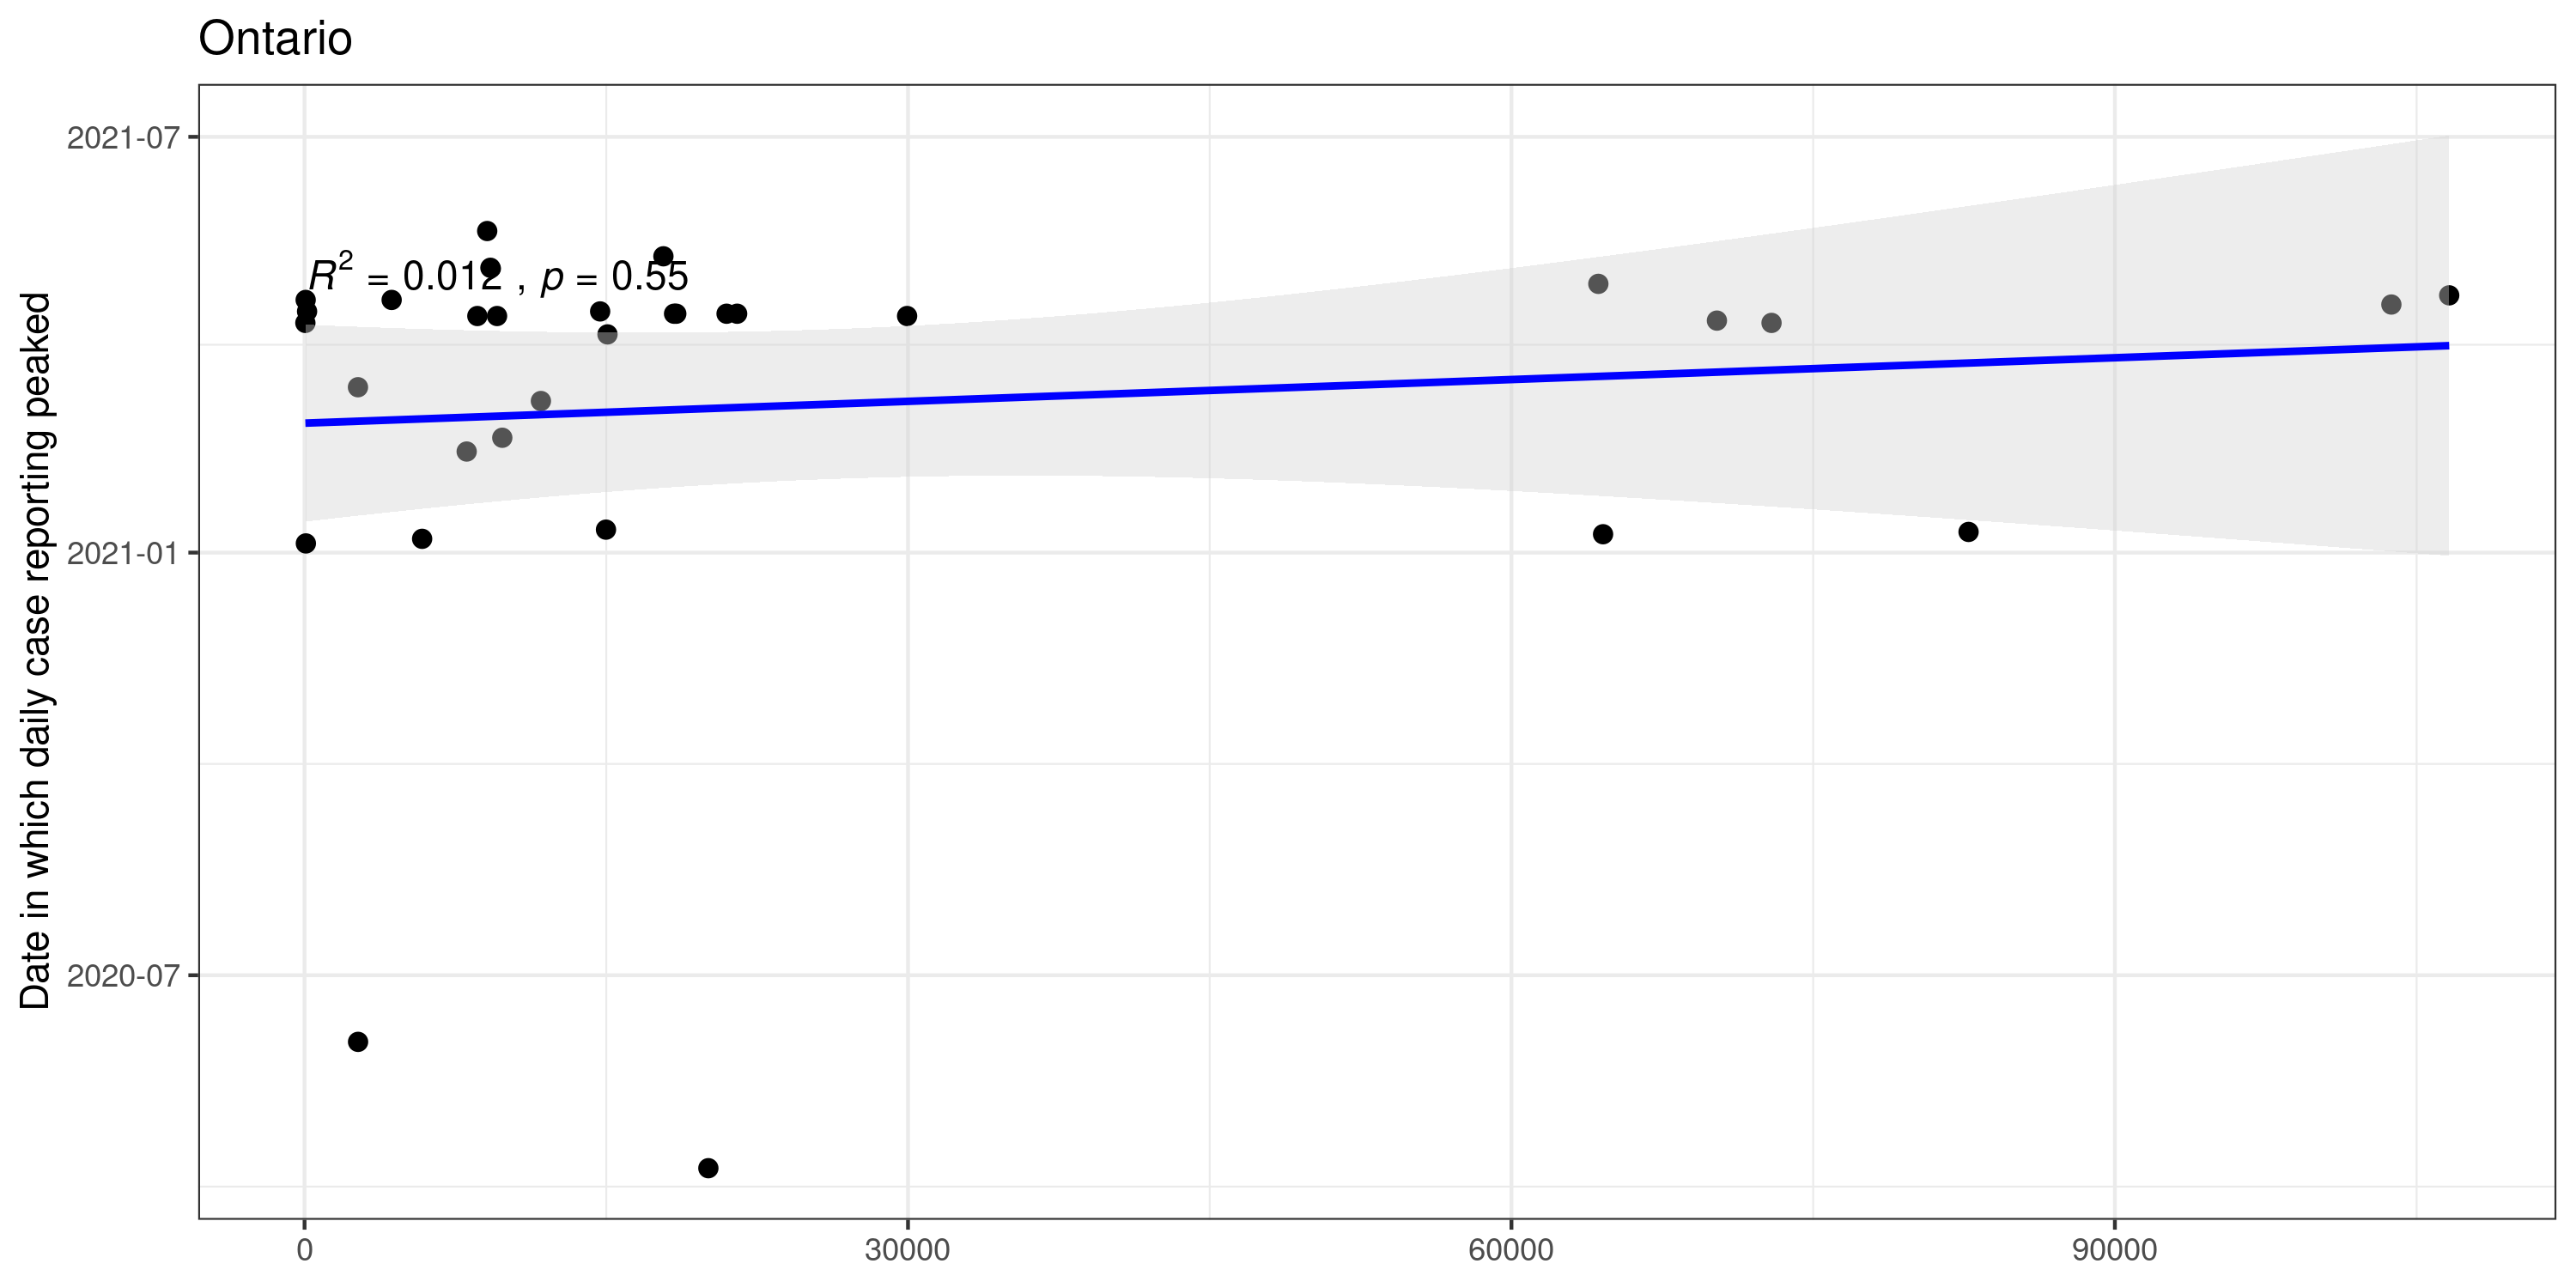 Ontario
Date in which daily case reporting peaked
2021-07
2021-01
2020-07
R² = 0.012 , p = 0.55
0 30000 60000 90000